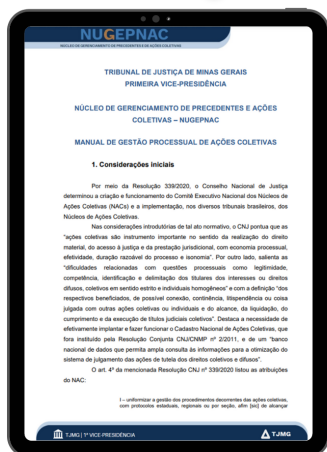 NUGEPNAC
NÚCLEO DE GERENCIAMENTO DE PRECEDENTES E DE AÇÕES COLETIVAS
TRIBUNAL DE JUSTIÇA DE MINAS GERAIS
PRIMEIRA VICE-PRESIDÊNCIA
NÚCLEO DE GERENCIAMENTO DE PRECEDENTES E AÇÕES
COLETIVAS – NUGEPNAC
MANUAL DE GESTÃO PROCESSUAL DE AÇÕES COLETIVAS
1. Considerações iniciais
Por meio da Resolução 339/2020, o Conselho Nacional de Justiça
determinou a criação e funcionamento do Comitê Executivo Nacional dos Núcleos de
Ações Coletivas (NACs) e a implementação, nos diversos tribunais brasileiros, dos
Núcleos de Ações Coletivas.
Nas considerações introdutórias de tal ato normativo, o CNJ pontua que as
“ações coletivas são instrumento importante no sentido da realização do direito
material, do acesso à justiça e da prestação jurisdicional, com economia processual,
efetividade, duração razoável do processo e isonomia”. Por outro lado, salienta as
“dificuldades relacionadas com questões processuais como legitimidade,
competência, identificação e delimitação dos titulares dos interesses ou direitos
difusos, coletivos em sentido estrito e individuais homogêneos” e com a definição “dos
respectivos beneficiados, de possível conexão, continência, litispendência ou coisa
julgada com outras ações coletivas ou individuais e do alcance, da liquidação, do
cumprimento e da execução de títulos judiciais coletivos”. Destaca a necessidade de
efetivamente implantar e fazer funcionar o Cadastro Nacional de Ações Coletivas, que
fora instituído pela Resolução Conjunta CNJ/CNMP nº 2/2011, e de um “banco
nacional de dados que permita ampla consulta às informações para a otimização do
sistema de julgamento das ações de tutela dos direitos coletivos e difusos”.
O art. 4º da mencionada Resolução CNJ nº 339/2020 listou as atribuições
do NAC:
I – uniformizar a gestão dos procedimentos decorrentes das ações coletivas,
com protocolos estaduais, regionais ou por seção, afim [sic] de alcançar
TJMG | 1ª VICE-PRESIDÊNCIA
TJMG